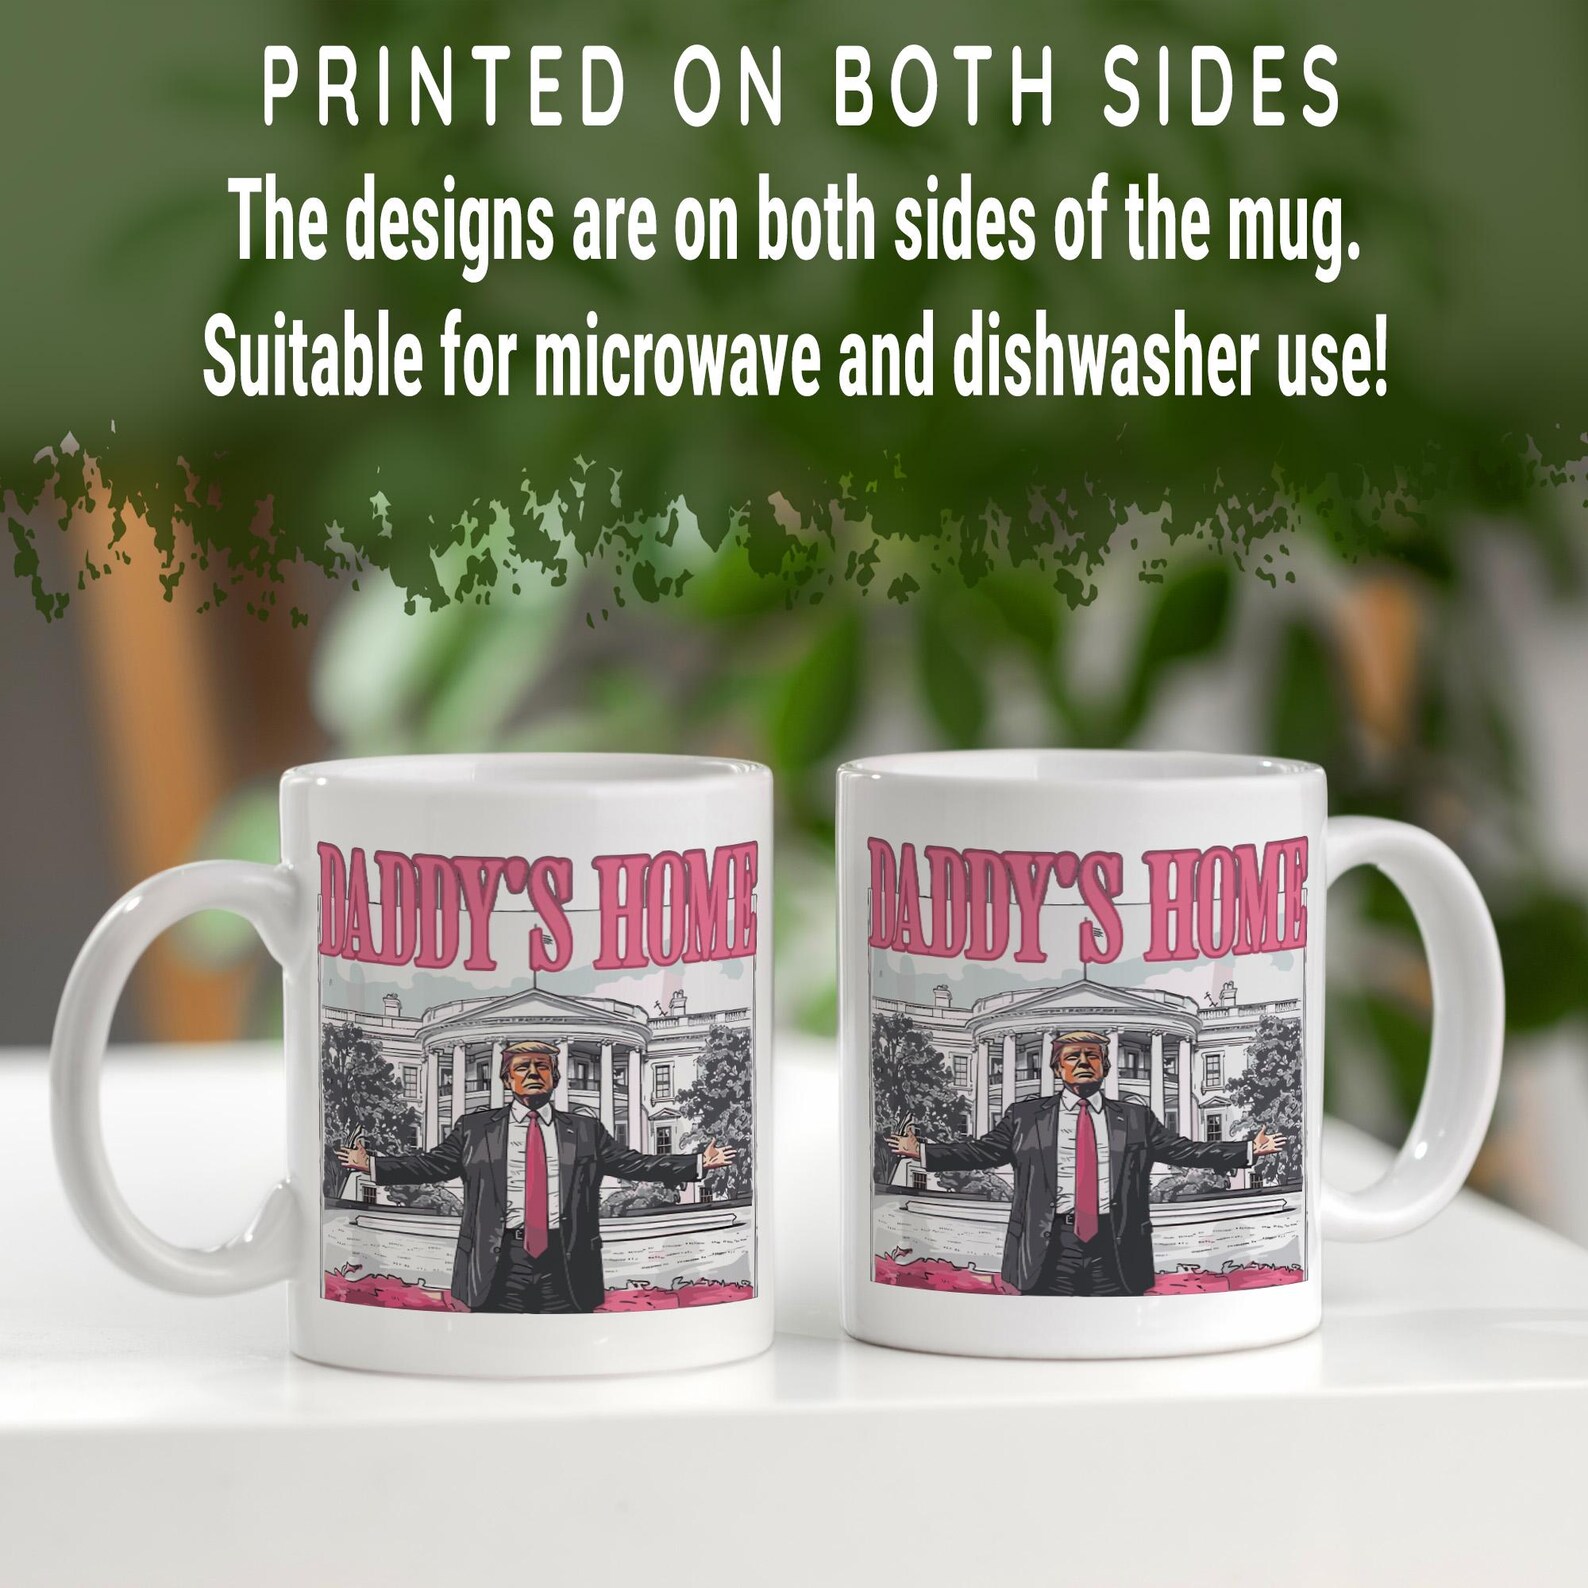 PRINTED ON BOTH SIDES
The designs are on both sides of the mug.
Suitable for microwave and dishwasher use!
DADDY'S HOME
DADDY'S HOME